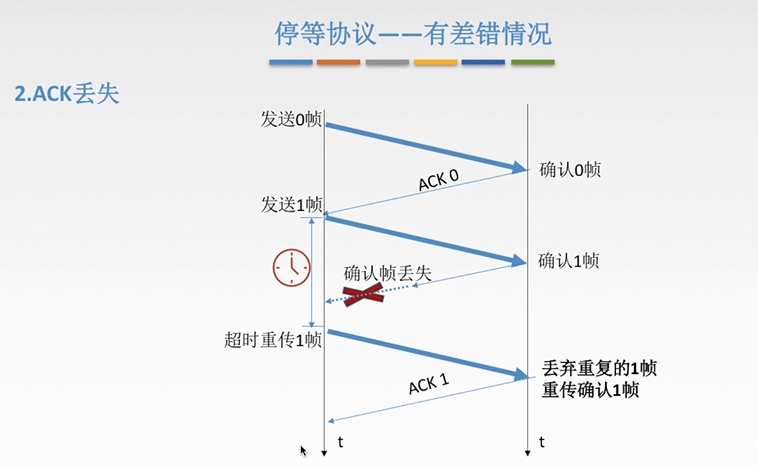 停等协议——有差错情况
2.ACK丢失
发送0帧
确认0帧
ACK 0
发送1帧
确认1帧
确认帧丢失
超时重传1帧
丢弃重复的1帧
重传确认1帧
ACK 1
t
t